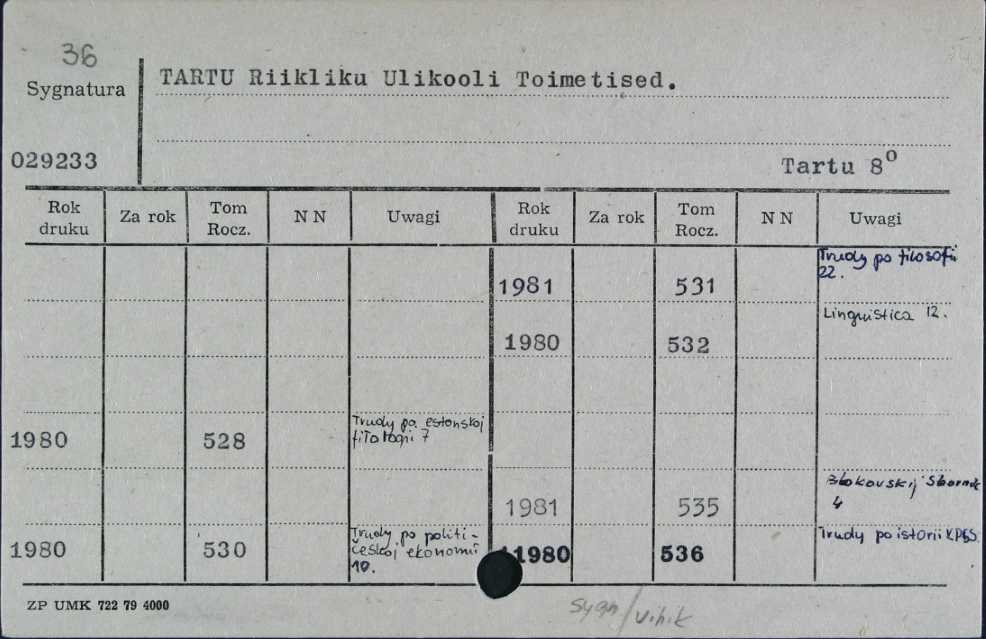 36
Sygnatura
TARTU Riikliku Ulikooli Toimetised.
029233
Tartu 8º
Rok druku
Za rok
Tom Rocz.
N N
Uwagi
Rok druku
Za rok
Tom Rocz.
N N
Uwagi
1981 531 Trudy po filosofii
22.
1980 532 Linguistica 12.
1980 528 Trudy po estonskoj
filologii 7
1981 535 Blokovskij Sbornik
4
1980 530 Trudy po politi-
českoj ekonomii
10.
1980 536 Trudy po istorii KPSS
ZP UMK 722 79 4000
sygn/vihik